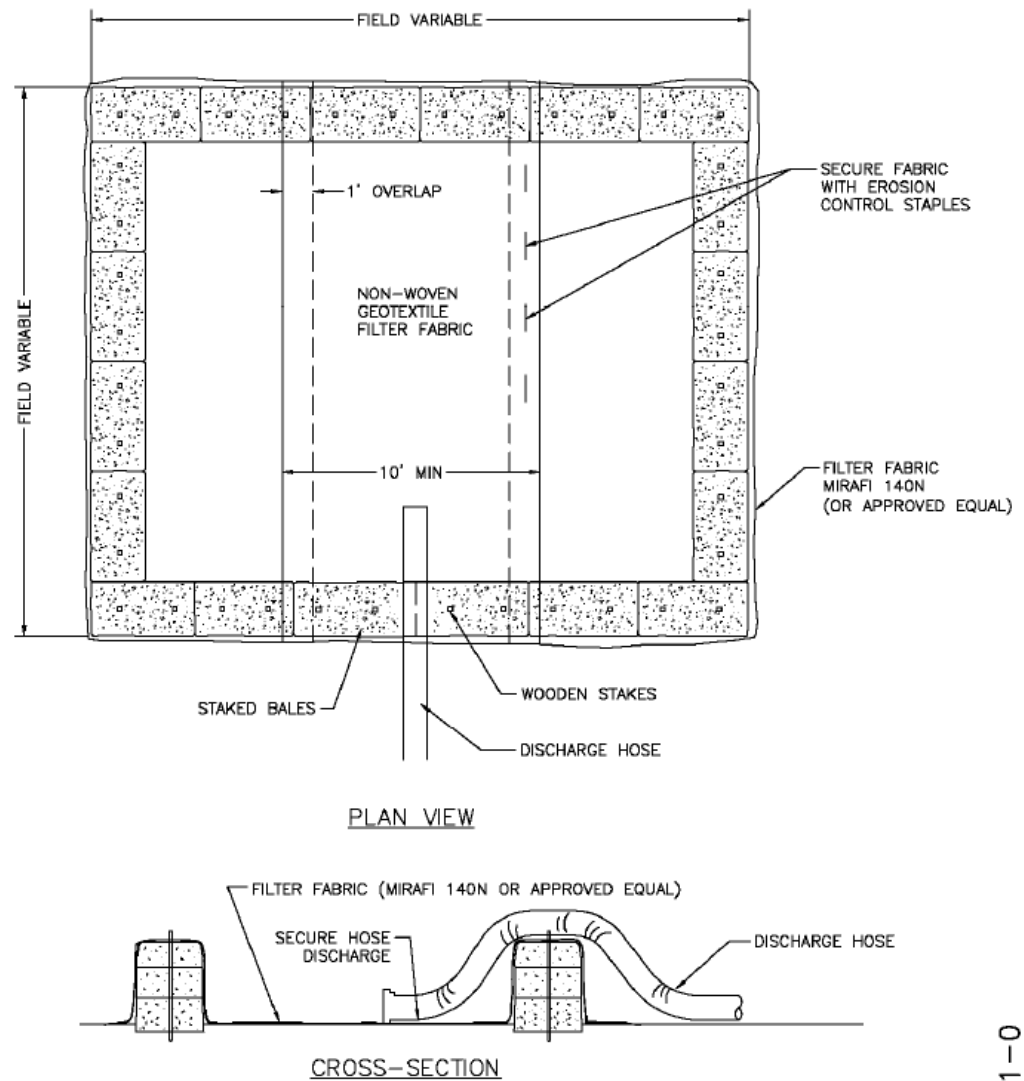 FIELD VARIABLE
1' OVERLAP
SECURE FABRIC
WITH EROSION
CONTROL STAPLES
NON-WOVEN
GEOTEXTILE
FILTER FABRIC
FIELD VARIABLE
10' MIN
FILTER FABRIC
MIRAFI 140N
(OR APPROVED EQUAL)
STAKED BALES
WOODEN STAKES
DISCHARGE HOSE
PLAN VIEW
FILTER FABRIC (MIRAFI 140N OR APPROVED EQUAL)
SECURE HOSE
DISCHARGE
DISCHARGE HOSE
CROSS-SECTION
1-0